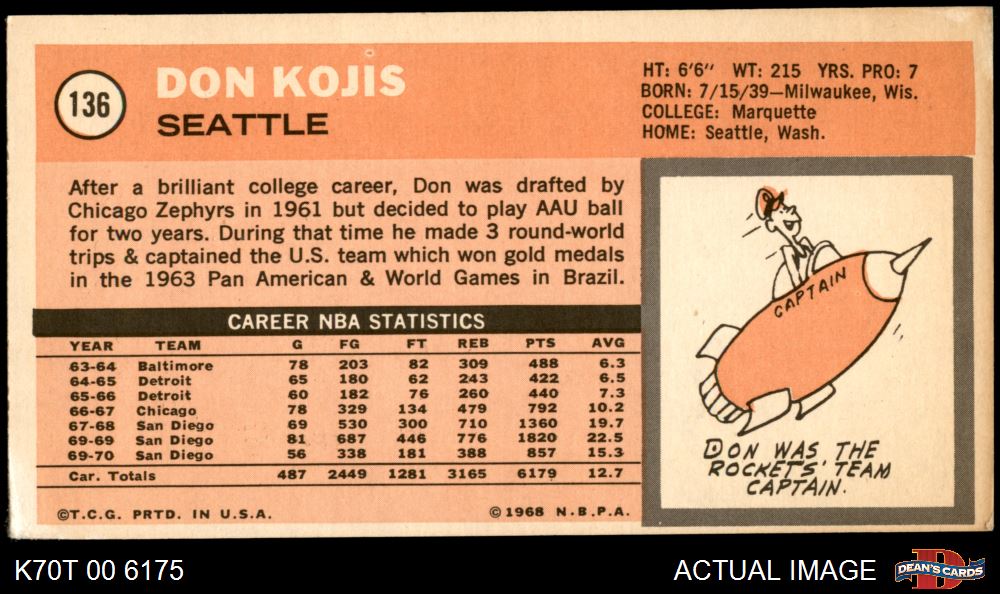 136
DON KOJIS
SEATTLE
HT: 6'6" WT: 215 YRS. PRO: 7
BORN: 7/15/39—Milwaukee, Wis.
COLLEGE: Marquette
HOME: Seattle, Wash.
After a brilliant college career, Don was drafted by
Chicago Zephyrs in 1961 but decided to play AAU ball
for two years. During that time he made 3 round-world
trips & captained the U.S. team which won gold medals
in the 1963 Pan American & World Games in Brazil.
CAREER NBA STATISTICS
YEAR TEAM G FG FT REB PTS AVG
63-64 Baltimore 78 203 82 309 488 6.3
64-65 Detroit 65 180 62 243 422 6.5
65-66 Detroit 60 182 76 260 440 7.3
66-67 Chicago 78 329 134 479 792 10.2
67-68 San Diego 69 530 300 710 1360 19.7
69-69 San Diego 81 687 446 776 1820 22.5
69-70 San Diego 56 338 181 388 857 15.3
Car. Totals 487 2449 1281 3165 6179 12.7
©T.C.G. PRTD. IN U.S.A. ©1968 N.B.P.A.
CAPTAIN
DON WAS THE
ROCKETS' TEAM
CAPTAIN.
K70T 00 6175
ACTUAL IMAGE
D
DEAN'S CARDS